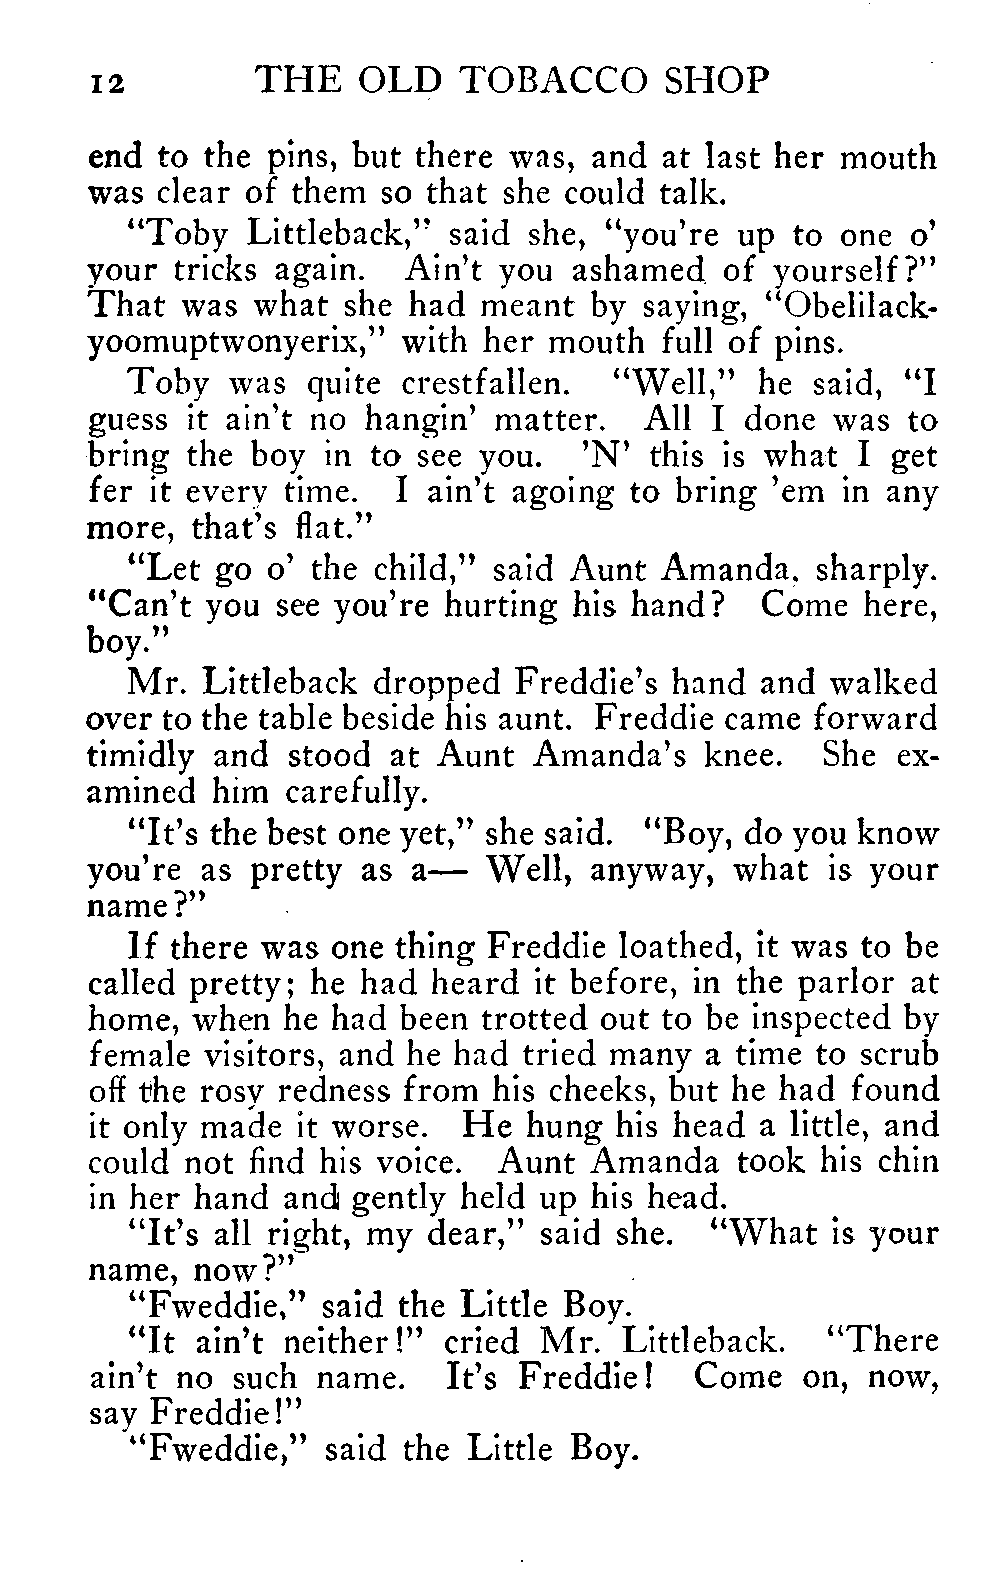 12 THE OLD TOBACCO SHOP
end to the pins, but there was, and at last her mouth
was clear of them so that she could talk.
"Toby Littleback," said she, "you're up to one o'
your tricks again. Ain't you ashamed of yourself?"
That was what she had meant by saying, "Obelilack-
yoomuptwonyerix," with her mouth full of pins.
Toby was quite crestfallen. "Well," he said, "I
guess it ain't no hangin' matter. All I done was to
bring the boy in to see you. 'N' this is what I get
fer it every time. I ain't agoing to bring 'em in any
more, that's flat."
"Let go o' the child," said Aunt Amanda, sharply.
"Can't you see you're hurting his hand? Come here,
boy."
Mr. Littleback dropped Freddie's hand and walked
over to the table beside his aunt. Freddie came forward
timidly and stood at Aunt Amanda's knee. She ex-
amined him carefully.
"It's the best one yet," she said. "Boy, do you know
you're as pretty as a— Well, anyway, what is your
name?"
If there was one thing Freddie loathed, it was to be
called pretty; he had heard it before, in the parlor at
home, when he had been trotted out to be inspected by
female visitors, and he had tried many a time to scrub
off the rosy redness from his cheeks, but he had found
it only made it worse. He hung his head a little, and
could not find his voice. Aunt Amanda took his chin
in her hand and gently held up his head.
"It's all right, my dear," said she. "What is your
name, now?"
"Fweddie," said the Little Boy.
"It ain't neither!" cried Mr. Littleback. "There
ain't no such name. It's Freddie! Come on, now,
say Freddie!"
"Fweddie," said the Little Boy.